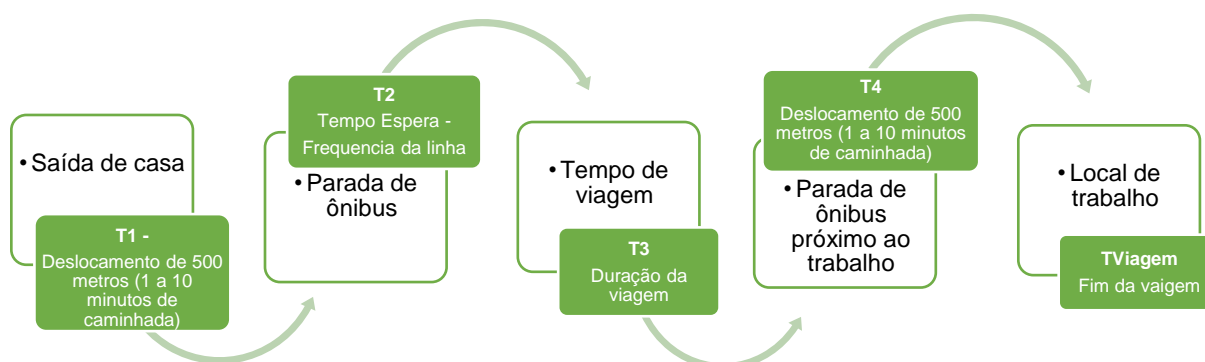 • Saída de casa
T1 -
Deslocamento de 500
metros (1 a 10
minutos de
caminhada)
T2
Tempo Espera -
Frequencia da linha
• Parada de
ônibus
• Tempo de
viagem
T3
Duração da
viagem
T4
Deslocamento de 500
metros (1 a 10 minutos
de caminhada)
• Parada de
ônibus
próximo ao
trabalho
• Local de
trabalho
TViagem
Fim da vaigem